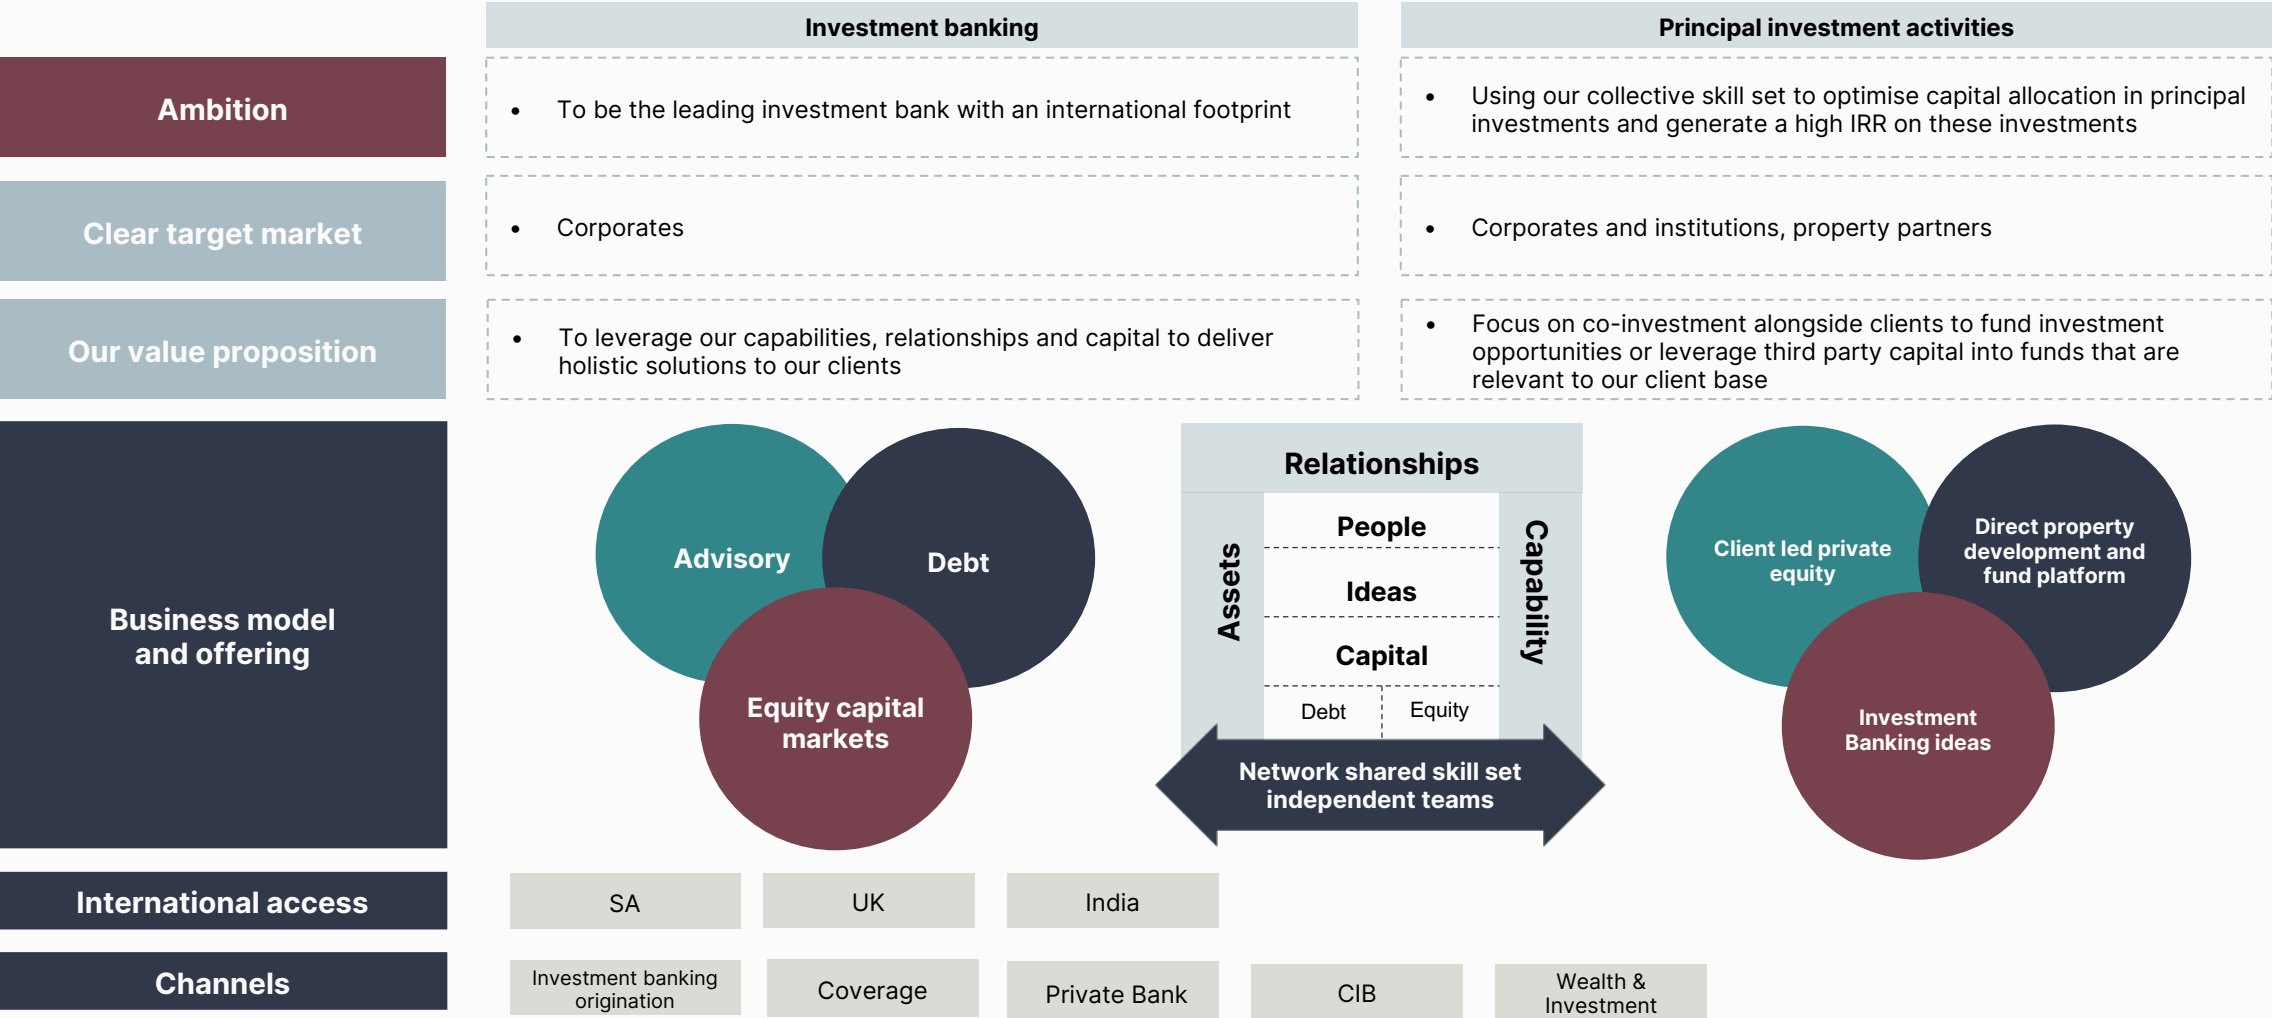 Investment banking
Principal investment activities
Ambition
• To be the leading investment bank with an international footprint
• Using our collective skill set to optimise capital allocation in principal
investments and generate a high IRR on these investments
Clear target market
• Corporates
• Corporates and institutions, property partners
Our value proposition
• To leverage our capabilities, relationships and capital to deliver
holistic solutions to our clients
• Focus on co-investment alongside clients to fund investment
opportunities or leverage third party capital into funds that are
relevant to our client base
Business model
and offering
Advisory
Debt
Equity capital
markets
Relationships
Assets
People
Ideas
Capital
Debt
Equity
Capability
Network shared skill set
independent teams
Client led private
equity
Direct property
development and
fund platform
Investment
Banking ideas
International access
SA
UK
India
Channels
Investment banking
origination
Coverage
Private Bank
CIB
Wealth &
Investment